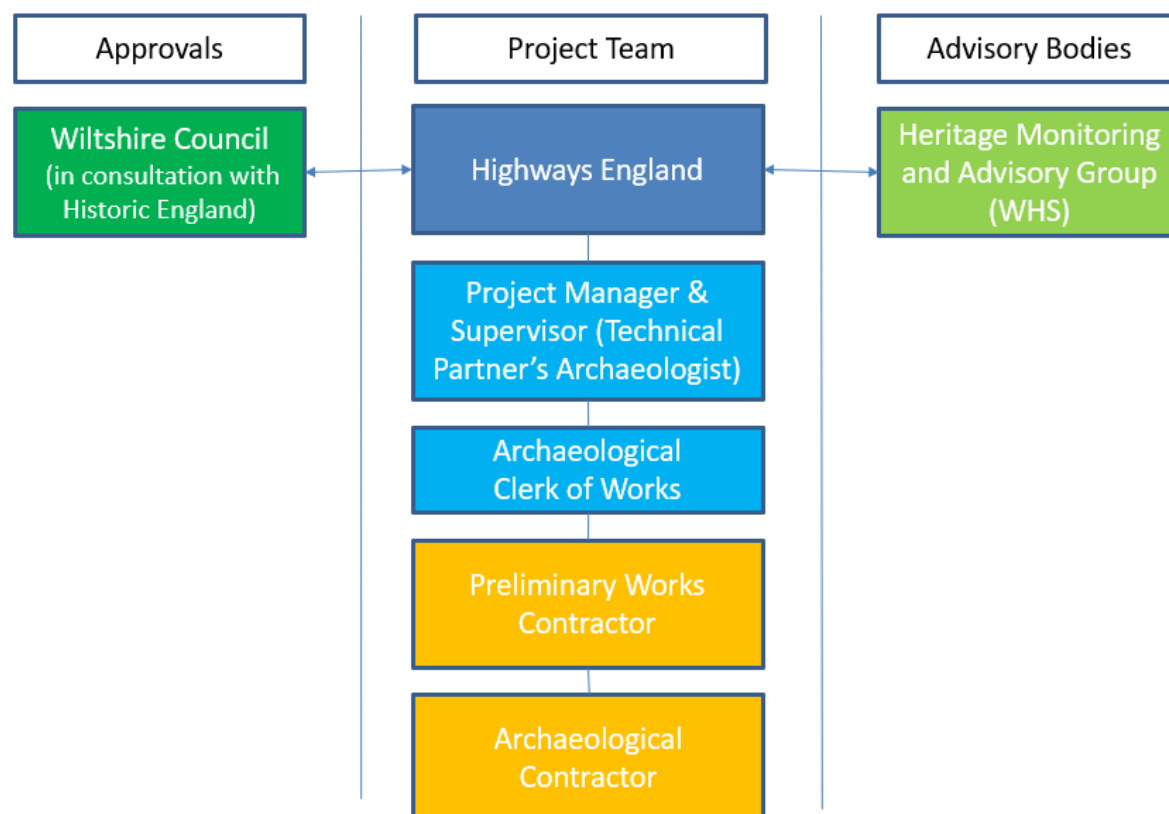 Approvals
Project Team
Advisory Bodies
Wiltshire Council
(in consultation with
Historic England)
Highways England
Heritage Monitoring
and Advisory Group
(WHS)
Project Manager &
Supervisor (Technical
Partner’s Archaeologist)
Archaeological
Clerk of Works
Preliminary Works
Contractor
Archaeological
Contractor